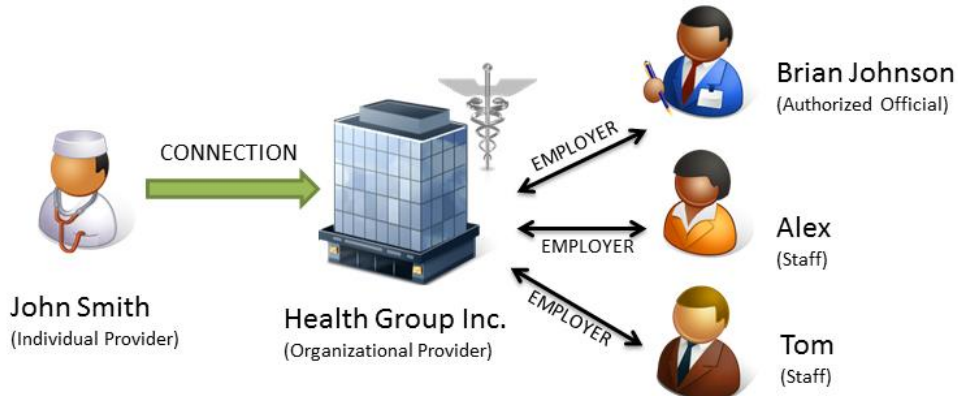 CONNECTION
John Smith
(Individual Provider)
Health Group Inc.
(Organizational Provider)
EMPLOYER
Brian Johnson
(Authorized Official)
EMPLOYER
Alex
(Staff)
EMPLOYER
Tom
(Staff)